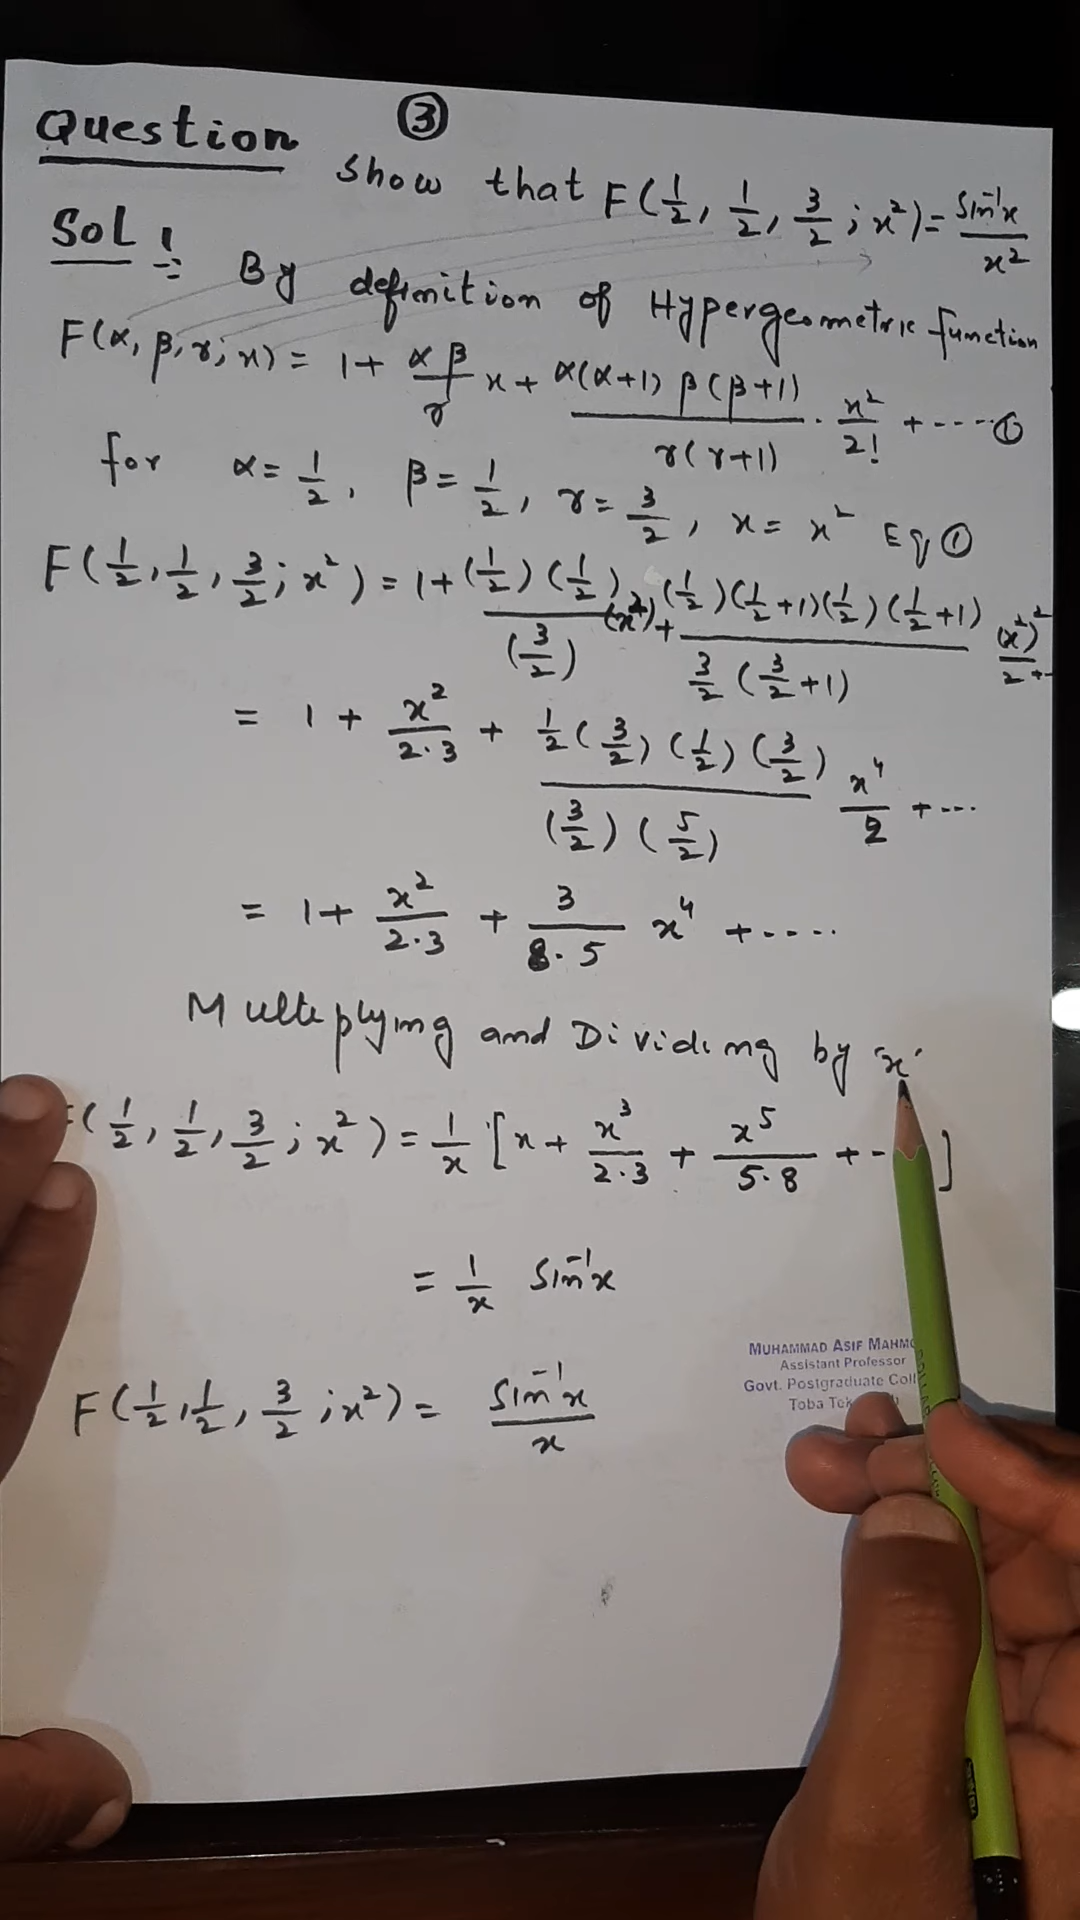 Question ③
Show that F(1/2, 1/2, 3/2 ; x²) = Sin⁻¹x / x²
Sol :
By definition of Hypergeometric function
F(α, β, γ; x) = 1 + αβ/γ x + α(α+1) β(β+1) / γ(γ+1) · x²/2! + ---- ①
for α = 1/2, β = 1/2, γ = 3/2, x = x² Eq ①
F(1/2, 1/2, 3/2 ; x²) = 1 + (1/2)(1/2) / (3/2) (x²) + (1/2)(1/2+1)(1/2)(1/2+1) / 3/2 (3/2+1) (x²)²/2 + --
= 1 + x²/2·3 + 1/2 (3/2)(1/2)(3/2) / (3/2)(5/2) x⁴/2 + ---
= 1 + x²/2·3 + 3/8·5 x⁴ + ----
Multeplying and Dividing by 'x'
F(1/2, 1/2, 3/2 ; x²) = 1/x [x + x³/2·3 + x⁵/5·8 + - ]
= 1/x Sin⁻¹x
F(1/2, 1/2, 3/2 ; x²) = Sin⁻¹x / x
MUHAMMAD ASIF
Assistant Professor
Govt. Postgraduate
Toba